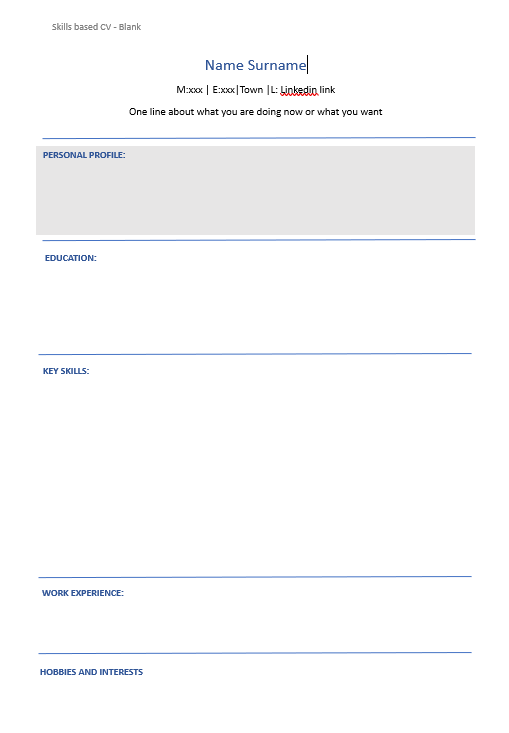 Skills based CV - Blank
Name Surname
M:xxx | E:xxx|Town |L: Linkedin link
One line about what you are doing now or what you want
PERSONAL PROFILE:
EDUCATION:
KEY SKILLS:
WORK EXPERIENCE:
HOBBIES AND INTERESTS